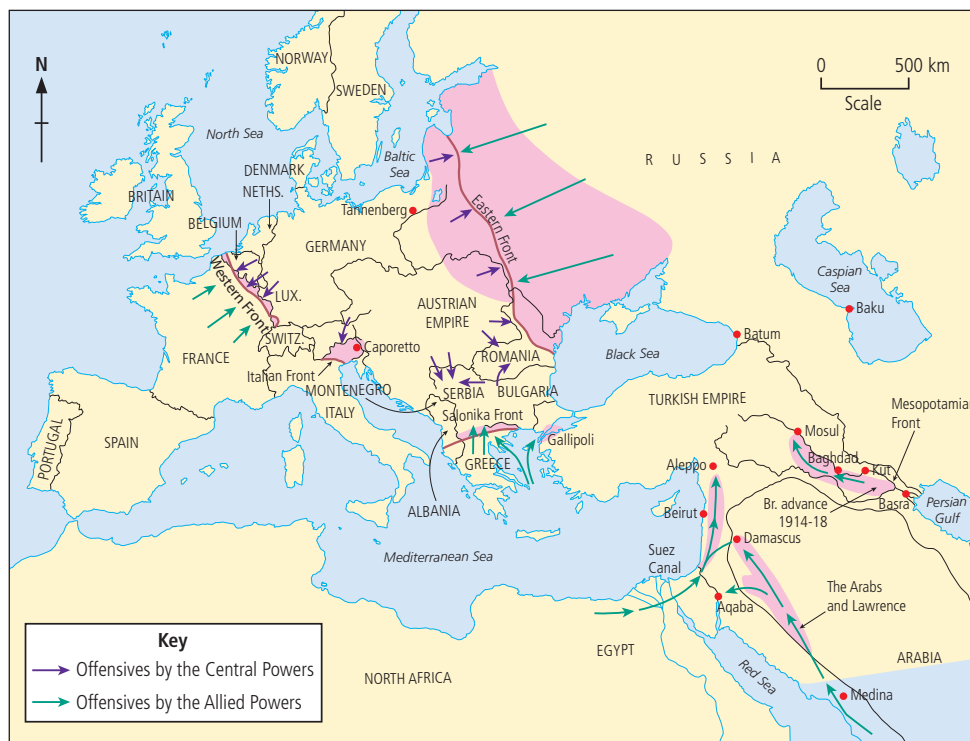 N
NORWAY
SWEDEN
0 500 km
Scale
North Sea
Baltic
Sea
RUSSIA
DENMARK
NETHS.
BRITAIN
BELGIUM
Tannenberg
GERMANY
Eastern Front
Western Front
LUX.
Caspian
Sea
Baku
AUSTRIAN
EMPIRE
SWITZ.
Caporetto
FRANCE
Italian Front
ROMANIA
Black Sea
Batum
MONTENEGRO
SERBIA
BULGARIA
ITALY
PORTUGAL
SPAIN
Salonika Front
Gallipoli
GREECE
ALBANIA
TURKISH EMPIRE
Mesopotamian
Front
Mosul
Baghdad
Kut
Aleppo
Basra
Persian
Gulf
Br. advance
1914-18
Beirut
Damascus
Mediterranean Sea
Suez
Canal
The Arabs
and Lawrence
Aqaba
EGYPT
ARABIA
Red Sea
Medina
NORTH AFRICA
Key
Offensives by the Central Powers
Offensives by the Allied Powers